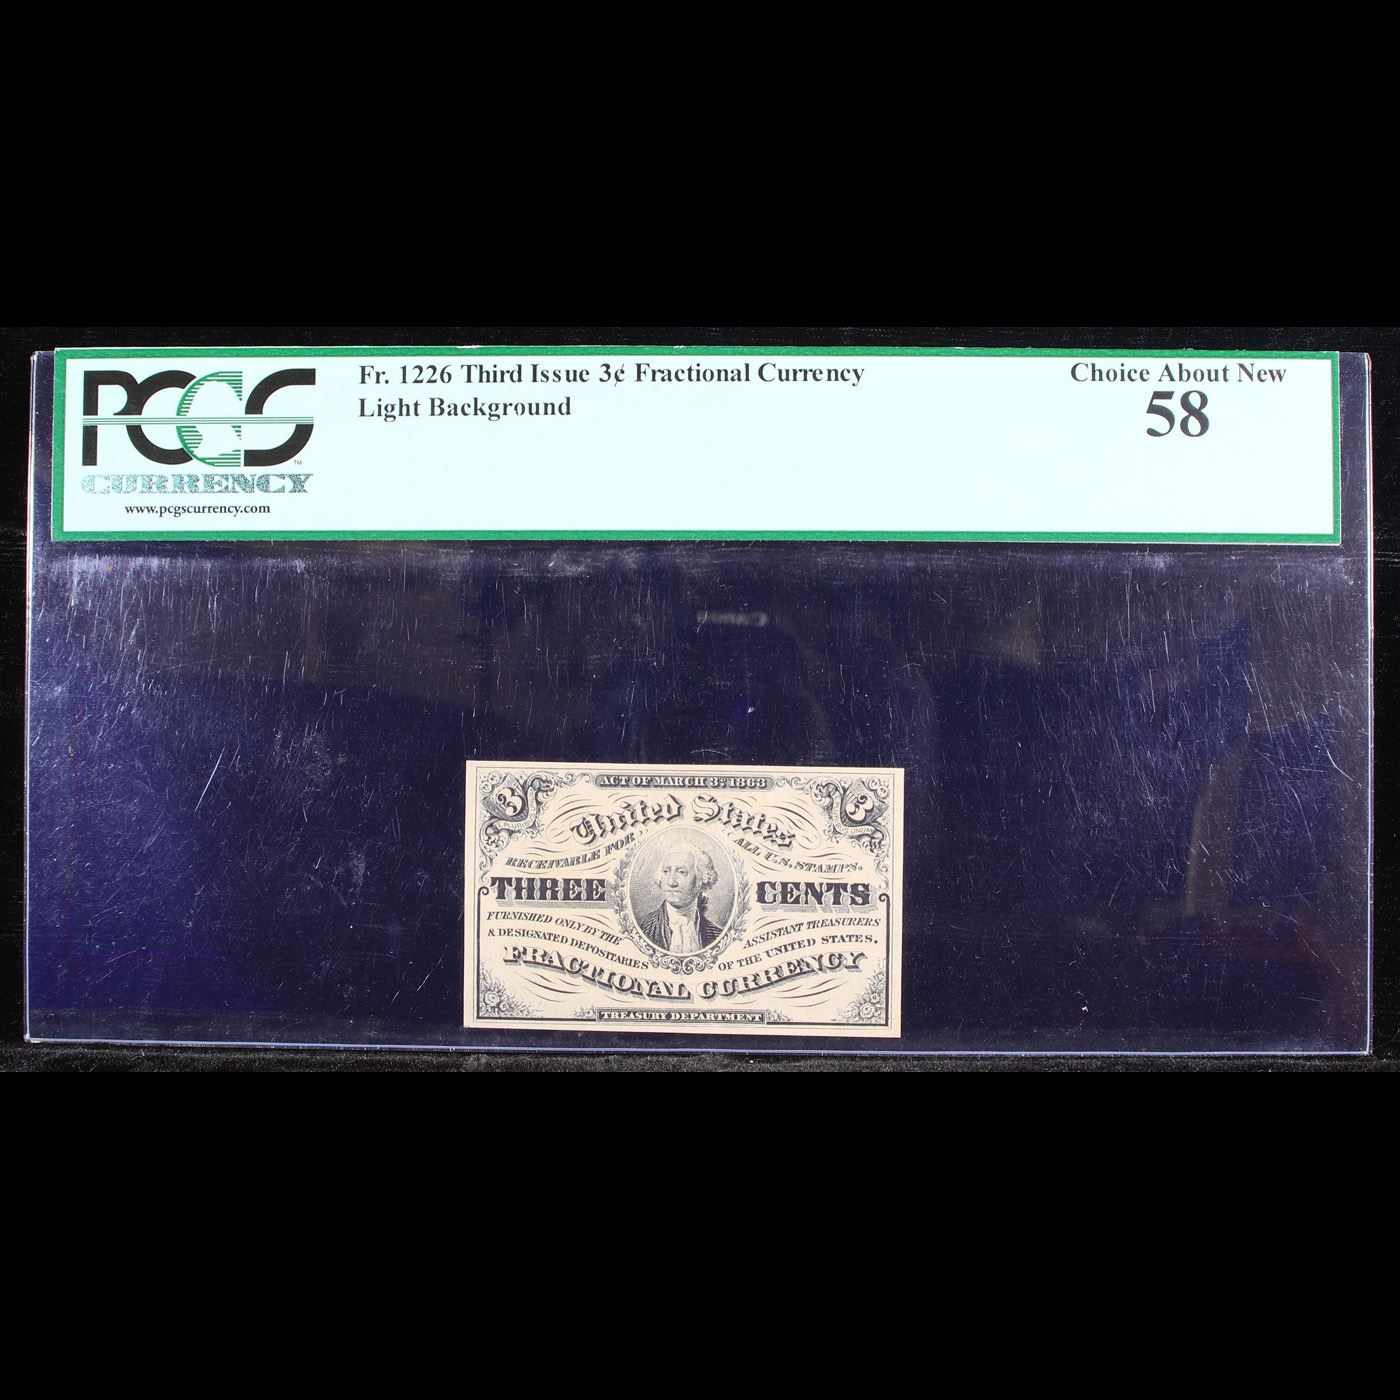 PCGS
CURRENCY
www.pcgscurrency.com
Fr. 1226 Third Issue 3¢ Fractional Currency
Light Background
Choice About New
58
ACT OF MARCH 3RD 1863
3 3
E PLURIBUS UNUM
United States
RECEIVABLE FOR ALL U.S. STAMPS.
THREE CENTS
FURNISHED ONLY BY THE ASSISTANT TREASURERS
& DESIGNATED DEPOSITARIES OF THE UNITED STATES.
FRACTIONAL CURRENCY
TREASURY DEPARTMENT